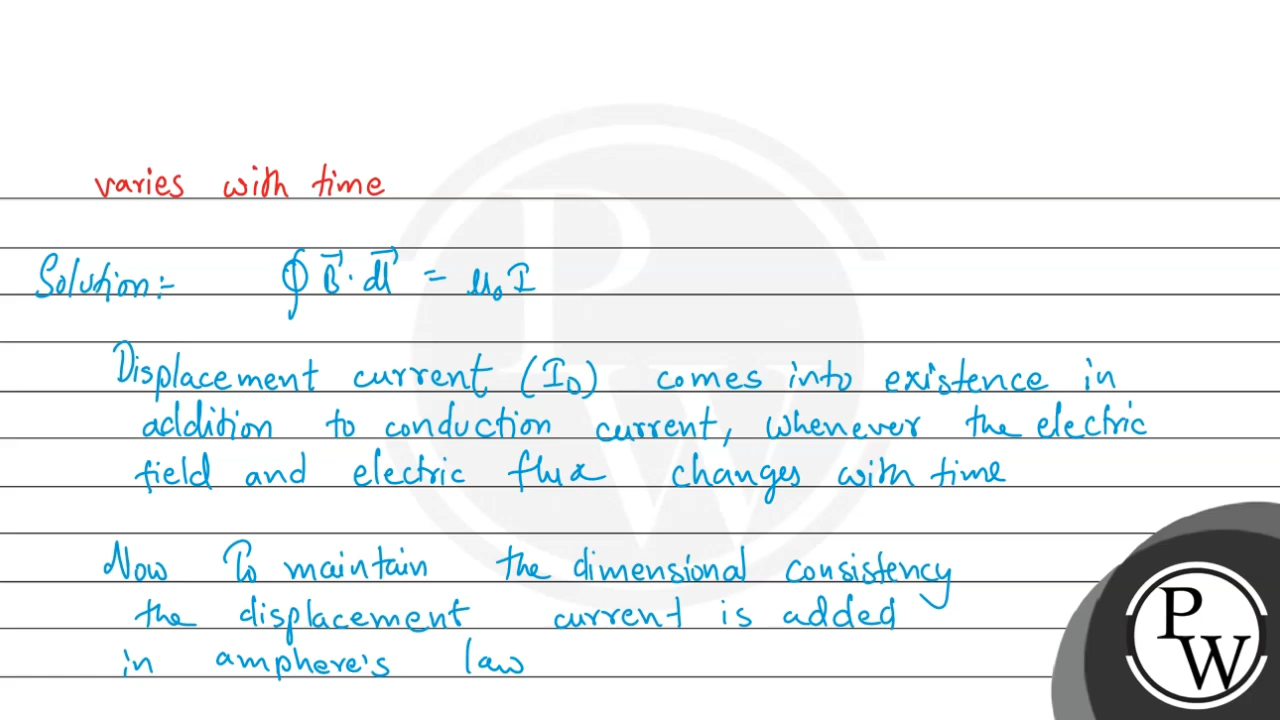 varies with time
Solution:- ∮ B⃗ · dl⃗ = μ₀ I
Displacement current (I_D) comes into existence in
addition to conduction current, whenever the electric
field and electric flux changes with time
Now To maintain the dimensional consistency
the displacement current is added
in amphere's law
P
W
P
W